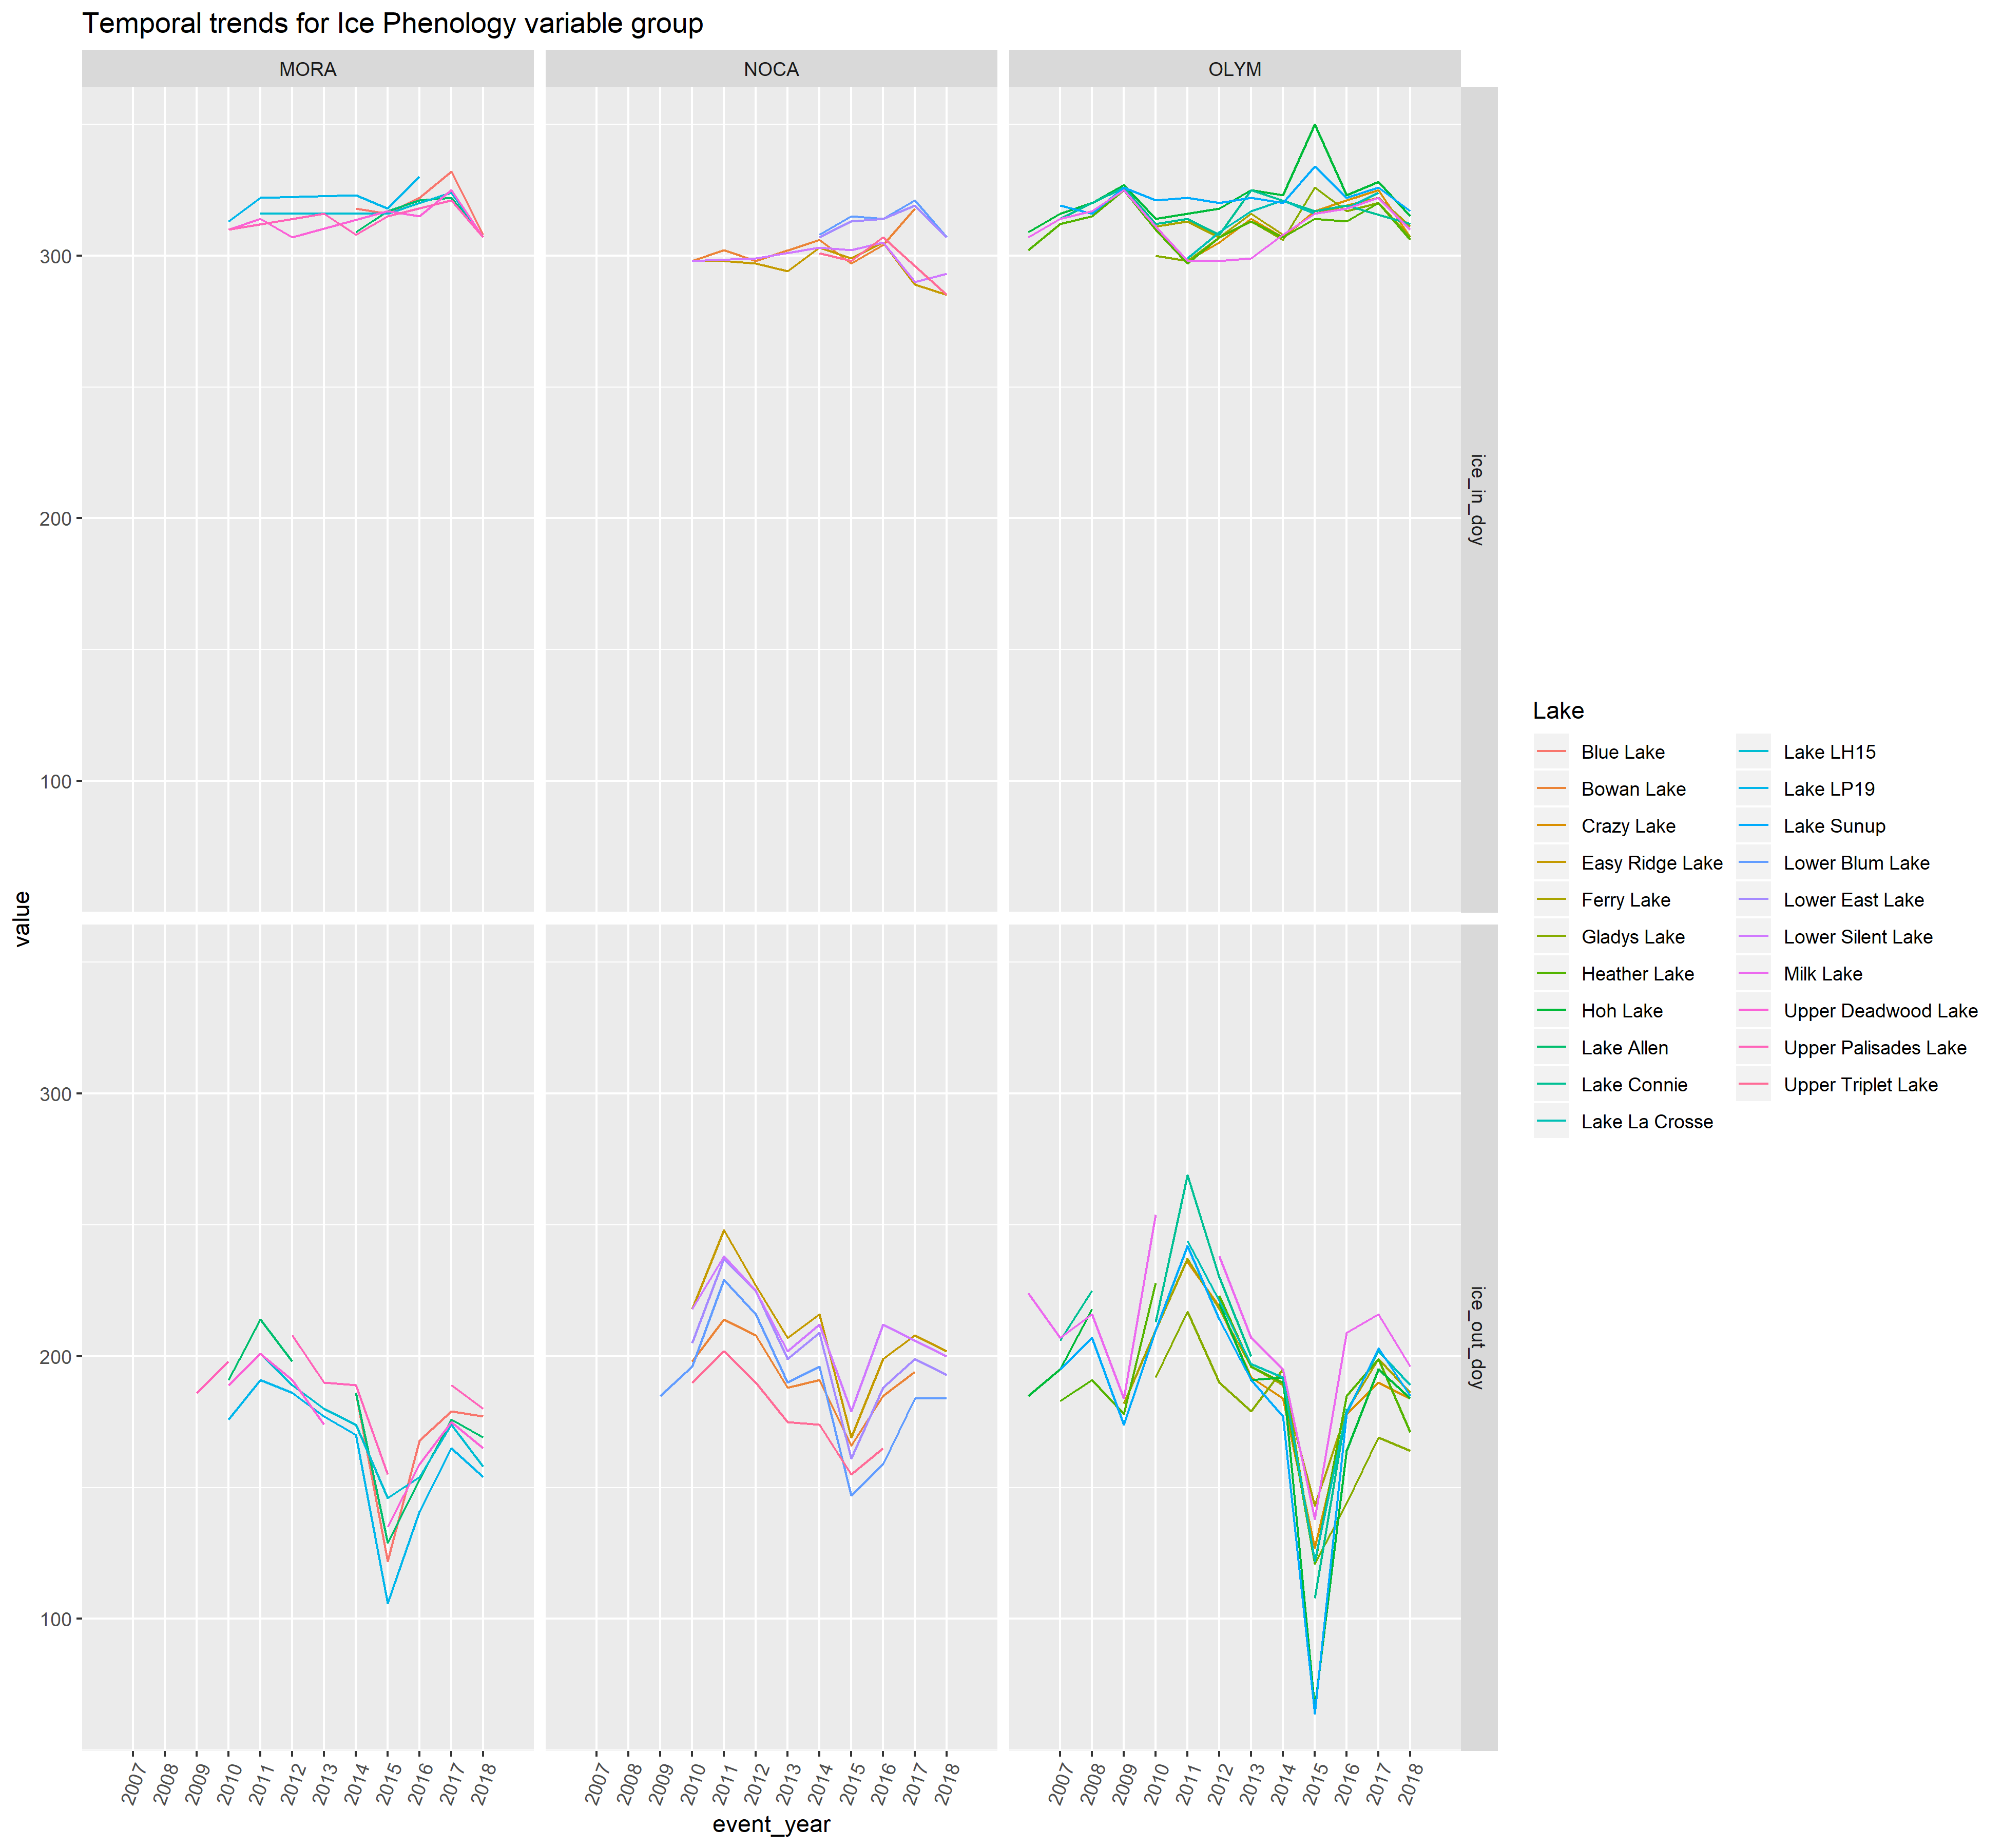 Temporal trends for Ice Phenology variable group
MORA
NOCA
OLYM
300
200
100
ice_in_doy
300
200
100
ice_out_doy
value
2007
2008
2009
2010
2011
2012
2013
2014
2015
2016
2017
2018
2007
2008
2009
2010
2011
2012
2013
2014
2015
2016
2017
2018
2007
2008
2009
2010
2011
2012
2013
2014
2015
2016
2017
2018
event_year
Lake
Blue Lake
Bowan Lake
Crazy Lake
Easy Ridge Lake
Ferry Lake
Gladys Lake
Heather Lake
Hoh Lake
Lake Allen
Lake Connie
Lake La Crosse
Lake LH15
Lake LP19
Lake Sunup
Lower Blum Lake
Lower East Lake
Lower Silent Lake
Milk Lake
Upper Deadwood Lake
Upper Palisades Lake
Upper Triplet Lake